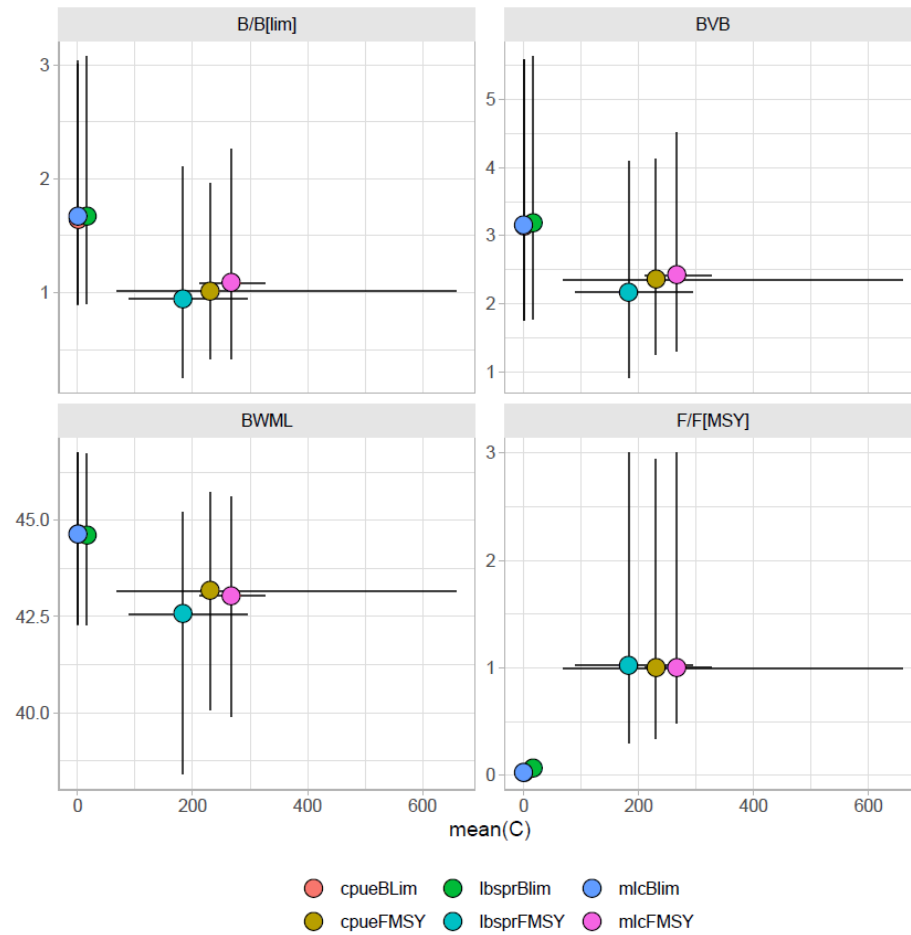 B/B[lim] BVB
3
2
1
5
4
3
2
1
BWML F/F[MSY]
45.0
42.5
40.0
3
2
1
0
0 200 400 600 0 200 400 600
mean(C)
cpueBLim lbsprBlim mlcBlim
cpueFMSY lbsprFMSY mlcFMSY